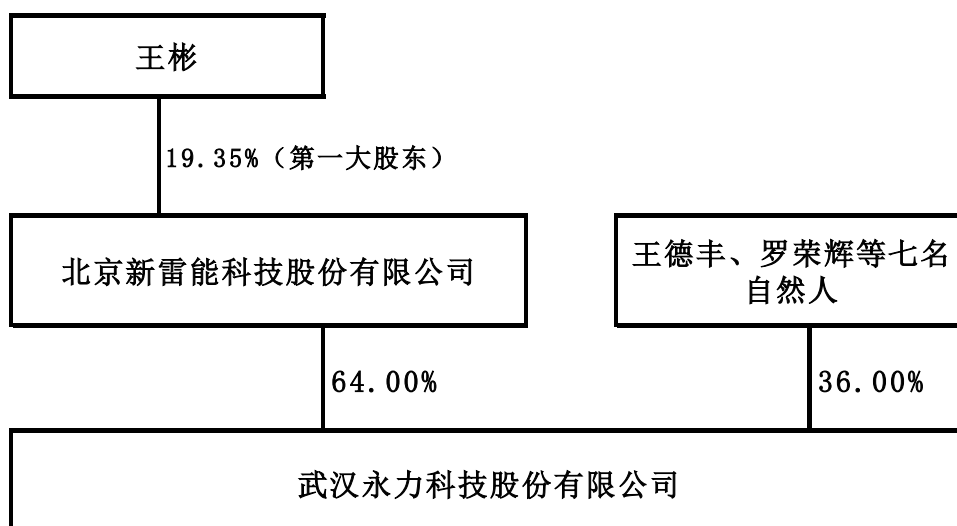 王彬
19.35%（第一大股东）
北京新雷能科技股份有限公司
王德丰、罗荣辉等七名
自然人
64.00%
36.00%
武汉永力科技股份有限公司